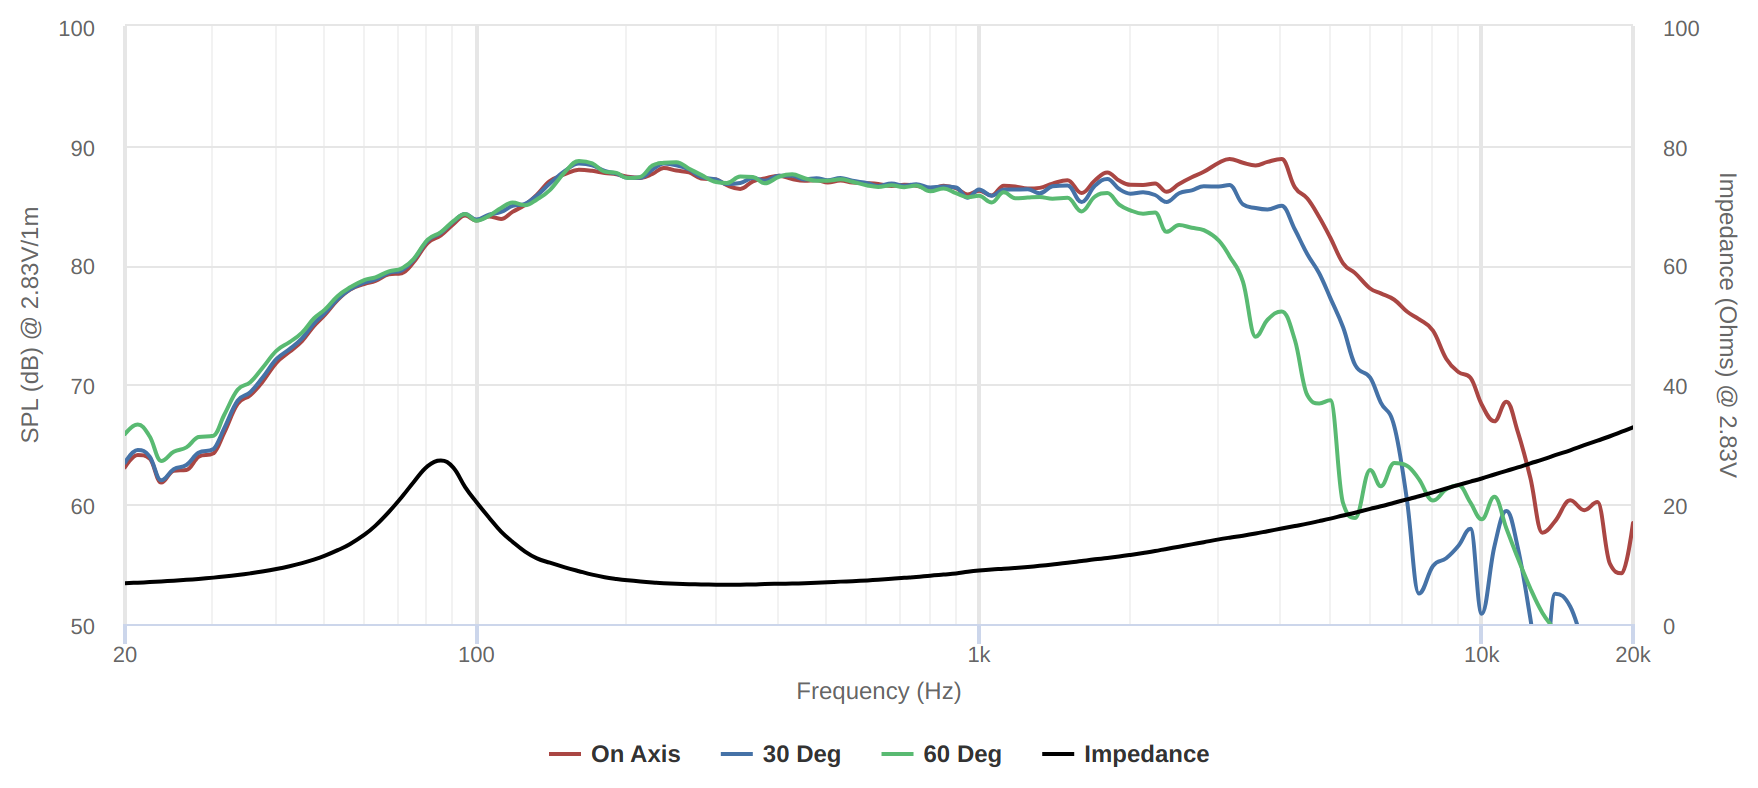 100
90
80
70
60
50
SPL (dB) @ 2.83V/1m
100
80
60
40
20
0
Impedance (Ohms) @ 2.83V
20
100
1k
10k
20k
Frequency (Hz)
On Axis
30 Deg
60 Deg
Impedance